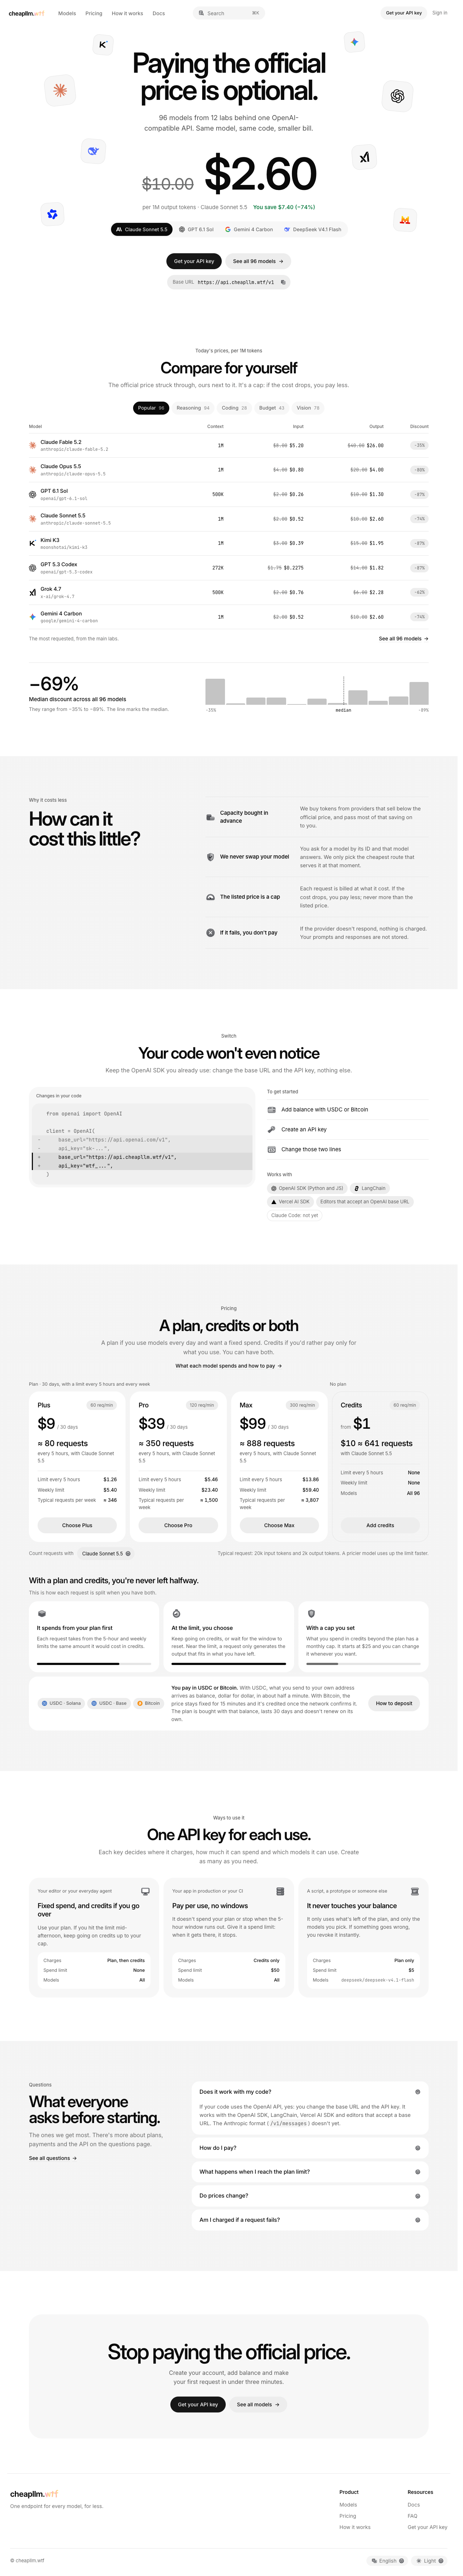 cheapllm.wtf Models Pricing How it works Docs Search ⌘K Get your API key Sign in
Paying the official
price is optional.
96 models from 12 labs behind one OpenAI-
compatible API. Same model, same code, smaller bill.
$10.00 $2.60
per 1M output tokens · Claude Sonnet 5.5 You save $7.40 (−74%)
Claude Sonnet 5.5 GPT 6.1 Sol Gemini 4 Carbon DeepSeek V4.1 Flash
Get your API key See all 96 models →
Base URL https://api.cheapllm.wtf/v1
Today's prices, per 1M tokens
Compare for yourself
The official price struck through, ours next to it. It's a cap: if the cost drops, you pay less.
Popular 96 Reasoning 94 Coding 28 Budget 43 Vision 78
Model Context Input Output Discount
Claude Fable 5.2 1M $8.00 $5.20 $40.00 $26.00 -35%
anthropic/claude-fable-5.2
Claude Opus 5.5 1M $4.00 $0.80 $20.00 $4.00 -80%
anthropic/claude-opus-5.5
GPT 6.1 Sol 500K $2.00 $0.26 $10.00 $1.30 -87%
openai/gpt-6.1-sol
Claude Sonnet 5.5 1M $2.00 $0.52 $10.00 $2.60 -74%
anthropic/claude-sonnet-5.5
Kimi K3 1M $3.00 $0.39 $15.00 $1.95 -87%
moonshotai/kimi-k3
GPT 5.3 Codex 272K $1.75 $0.2275 $14.00 $1.82 -87%
openai/gpt-5.3-codex
Grok 4.7 500K $2.00 $0.76 $6.00 $2.28 -62%
x-ai/grok-4.7
Gemini 4 Carbon 1M $2.00 $0.52 $10.00 $2.60 -74%
google/gemini-4-carbon
The most requested, from the main labs. See all 96 models →
−69%
Median discount across all 96 models
They range from −35% to −89%. The line marks the median.
-35% median -89%
Why it costs less
How can it
cost this little?
Capacity bought in
advance
We buy tokens from providers that sell below the
official price, and pass most of that saving on
to you.
We never swap your model
You ask for a model by its ID and that model
answers. We only pick the cheapest route that
serves it at that moment.
The listed price is a cap
Each request is billed at what it cost. If the
cost drops, you pay less; never more than the
listed price.
If it fails, you don't pay
If the provider doesn't respond, nothing is charged.
Your prompts and responses are not stored.
Switch
Your code won't even notice
Keep the OpenAI SDK you already use: change the base URL and the API key, nothing else.
Changes in your code
from openai import OpenAI
client = OpenAI(
- base_url="https://api.openai.com/v1",
- api_key="sk-...",
+ base_url="https://api.cheapllm.wtf/v1",
+ api_key="wtf_...",
)
To get started
Add balance with USDC or Bitcoin
Create an API key
Change those two lines
Works with
OpenAI SDK (Python and JS) LangChain
Vercel AI SDK Editors that accept an OpenAI base URL
Claude Code: not yet
Pricing
A plan, credits or both
A plan if you use models every day and want a fixed spend. Credits if you'd rather pay only for
what you use. You can have both.
What each model spends and how to pay →
Plan · 30 days, with a limit every 5 hours and every week No plan
Plus 60 req/min
$9 / 30 days
≈ 80 requests
every 5 hours, with Claude Sonnet
5.5
Limit every 5 hours $1.26
Weekly limit $5.40
Typical requests per week ≈ 346
Choose Plus
Pro 120 req/min
$39 / 30 days
≈ 350 requests
every 5 hours, with Claude Sonnet
5.5
Limit every 5 hours $5.46
Weekly limit $23.40
Typical requests per
week ≈ 1,500
Choose Pro
Max 300 req/min
$99 / 30 days
≈ 888 requests
every 5 hours, with Claude Sonnet
5.5
Limit every 5 hours $13.86
Weekly limit $59.40
Typical requests per
week ≈ 3,807
Choose Max
Credits 60 req/min
from $1
$10 ≈ 641 requests
with Claude Sonnet 5.5
Limit every 5 hours None
Weekly limit None
Models All 96
Add credits
Count requests with Claude Sonnet 5.5 Typical request: 20k input tokens and 2k output tokens. A pricier model uses up the limit faster.
With a plan and credits, you're never left halfway.
This is how each request is split when you have both.
It spends from your plan first
Each request takes from the 5-hour and weekly
limits the same amount it would cost in credits.
At the limit, you choose
Keep going on credits, or wait for the window to
reset. Near the limit, a request only generates the
output that fits in what you have left.
With a cap you set
What you spend in credits beyond the plan has a
monthly cap. It starts at $25 and you can change
it whenever you want.
USDC · Solana USDC · Base Bitcoin
You pay in USDC or Bitcoin. With USDC, what you send to your own address
arrives as balance, dollar for dollar, in about half a minute. With Bitcoin, the
price stays fixed for 15 minutes and it's credited once the network confirms it.
The plan is bought with that balance, lasts 30 days and doesn't renew on its
own.
How to deposit
Ways to use it
One API key for each use.
Each key decides where it charges, how much it can spend and which models it can use. Create
as many as you need.
Your editor or your everyday agent
Fixed spend, and credits if you go
over
Use your plan. If you hit the limit mid-
afternoon, keep going on credits up to your
cap.
Charges Plan, then credits
Spend limit None
Models All
Your app in production or your CI
Pay per use, no windows
It doesn't spend your plan or stop when the 5-
hour window runs out. Give it a spend limit:
when it gets there, it stops.
Charges Credits only
Spend limit $50
Models All
A script, a prototype or someone else
It never touches your balance
It only uses what's left of the plan, and only the
models you pick. If something goes wrong,
you revoke it instantly.
Charges Plan only
Spend limit $5
Models deepseek/deepseek-v4.1-flash
Questions
What everyone
asks before starting.
The ones we get most. There's more about plans,
payments and the API on the questions page.
See all questions →
Does it work with my code?
If your code uses the OpenAI API, yes: you change the base URL and the API key. It
works with the OpenAI SDK, LangChain, Vercel AI SDK and editors that accept a base
URL. The Anthropic format ( /v1/messages ) doesn't yet.
How do I pay?
What happens when I reach the plan limit?
Do prices change?
Am I charged if a request fails?
Stop paying the official price.
Create your account, add balance and make
your first request in under three minutes.
Get your API key See all models →
cheapllm.wtf
One endpoint for every model, for less.
Product
Models
Pricing
How it works
Resources
Docs
FAQ
Get your API key
© cheapllm.wtf English Light